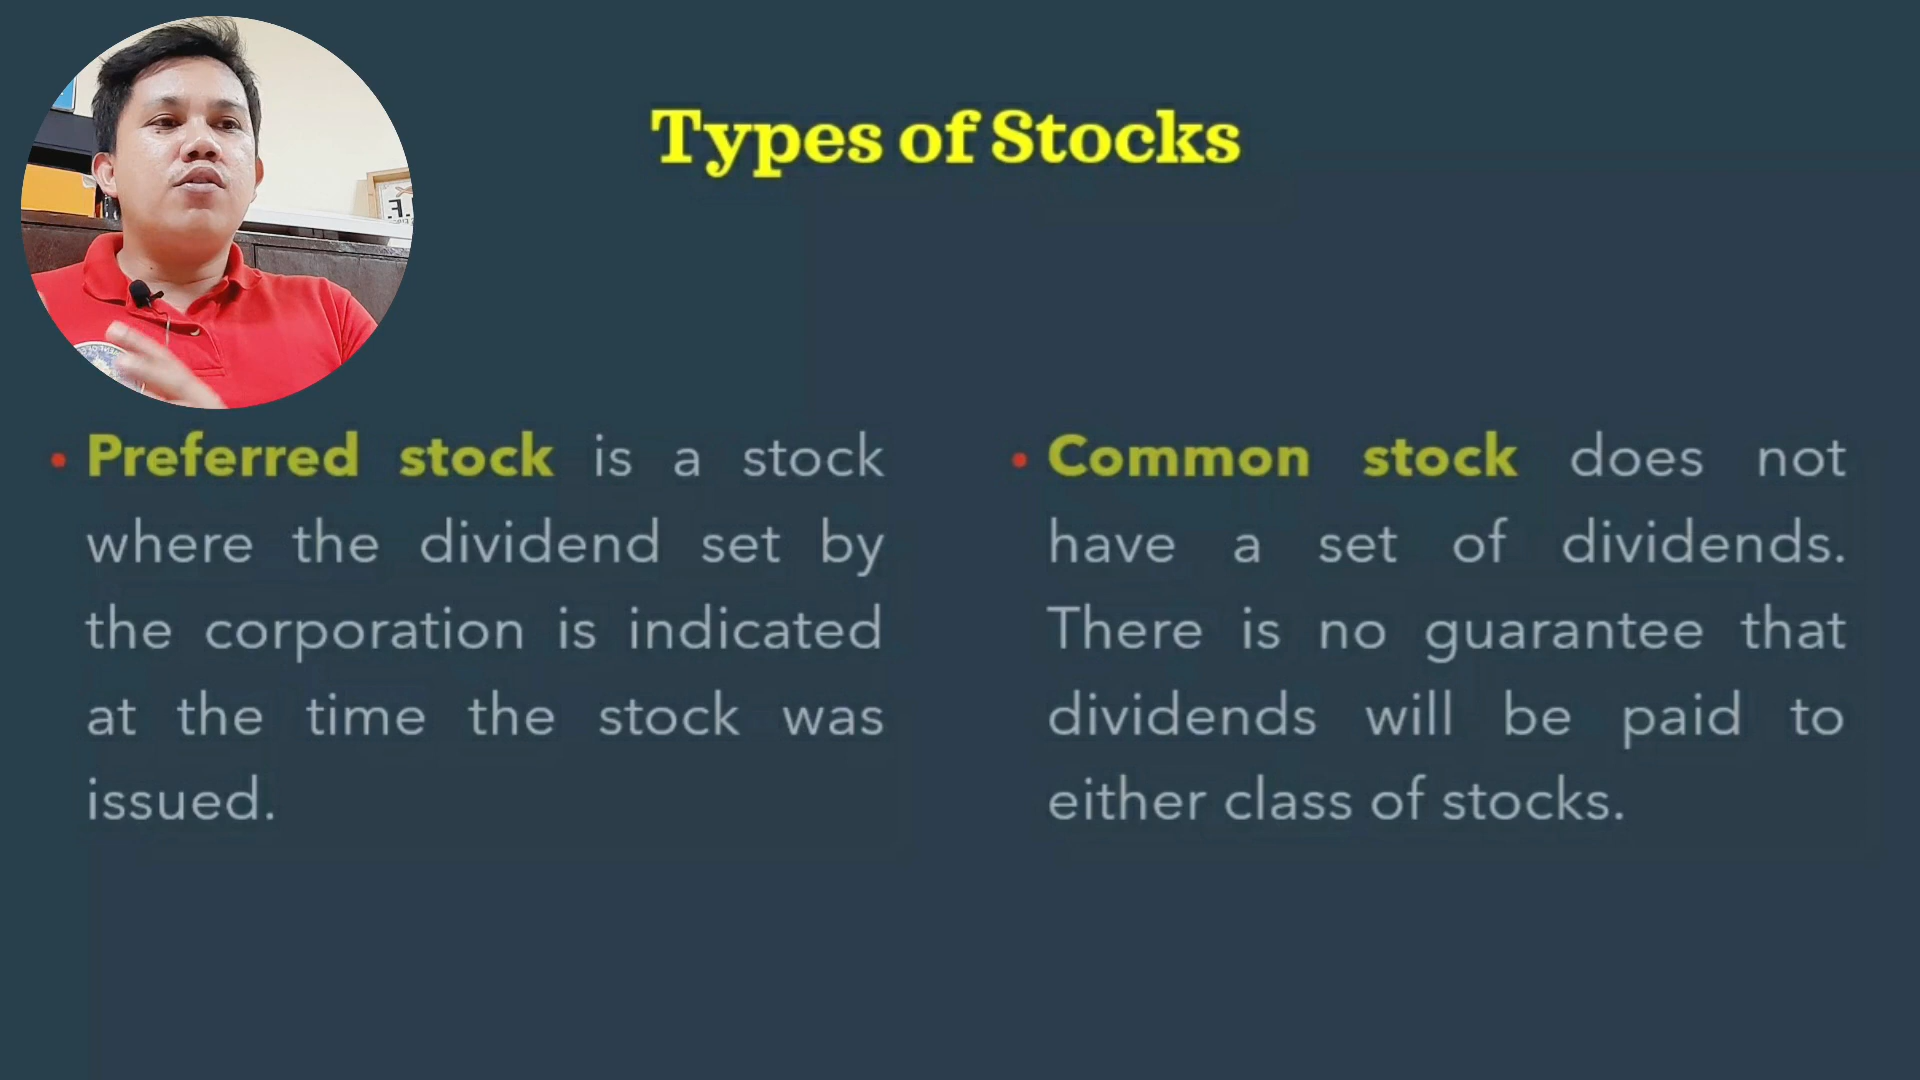 Types of Stocks
• Preferred stock is a stock
where the dividend set by
the corporation is indicated
at the time the stock was
issued.
• Common stock does not
have a set of dividends.
There is no guarantee that
dividends will be paid to
either class of stocks.